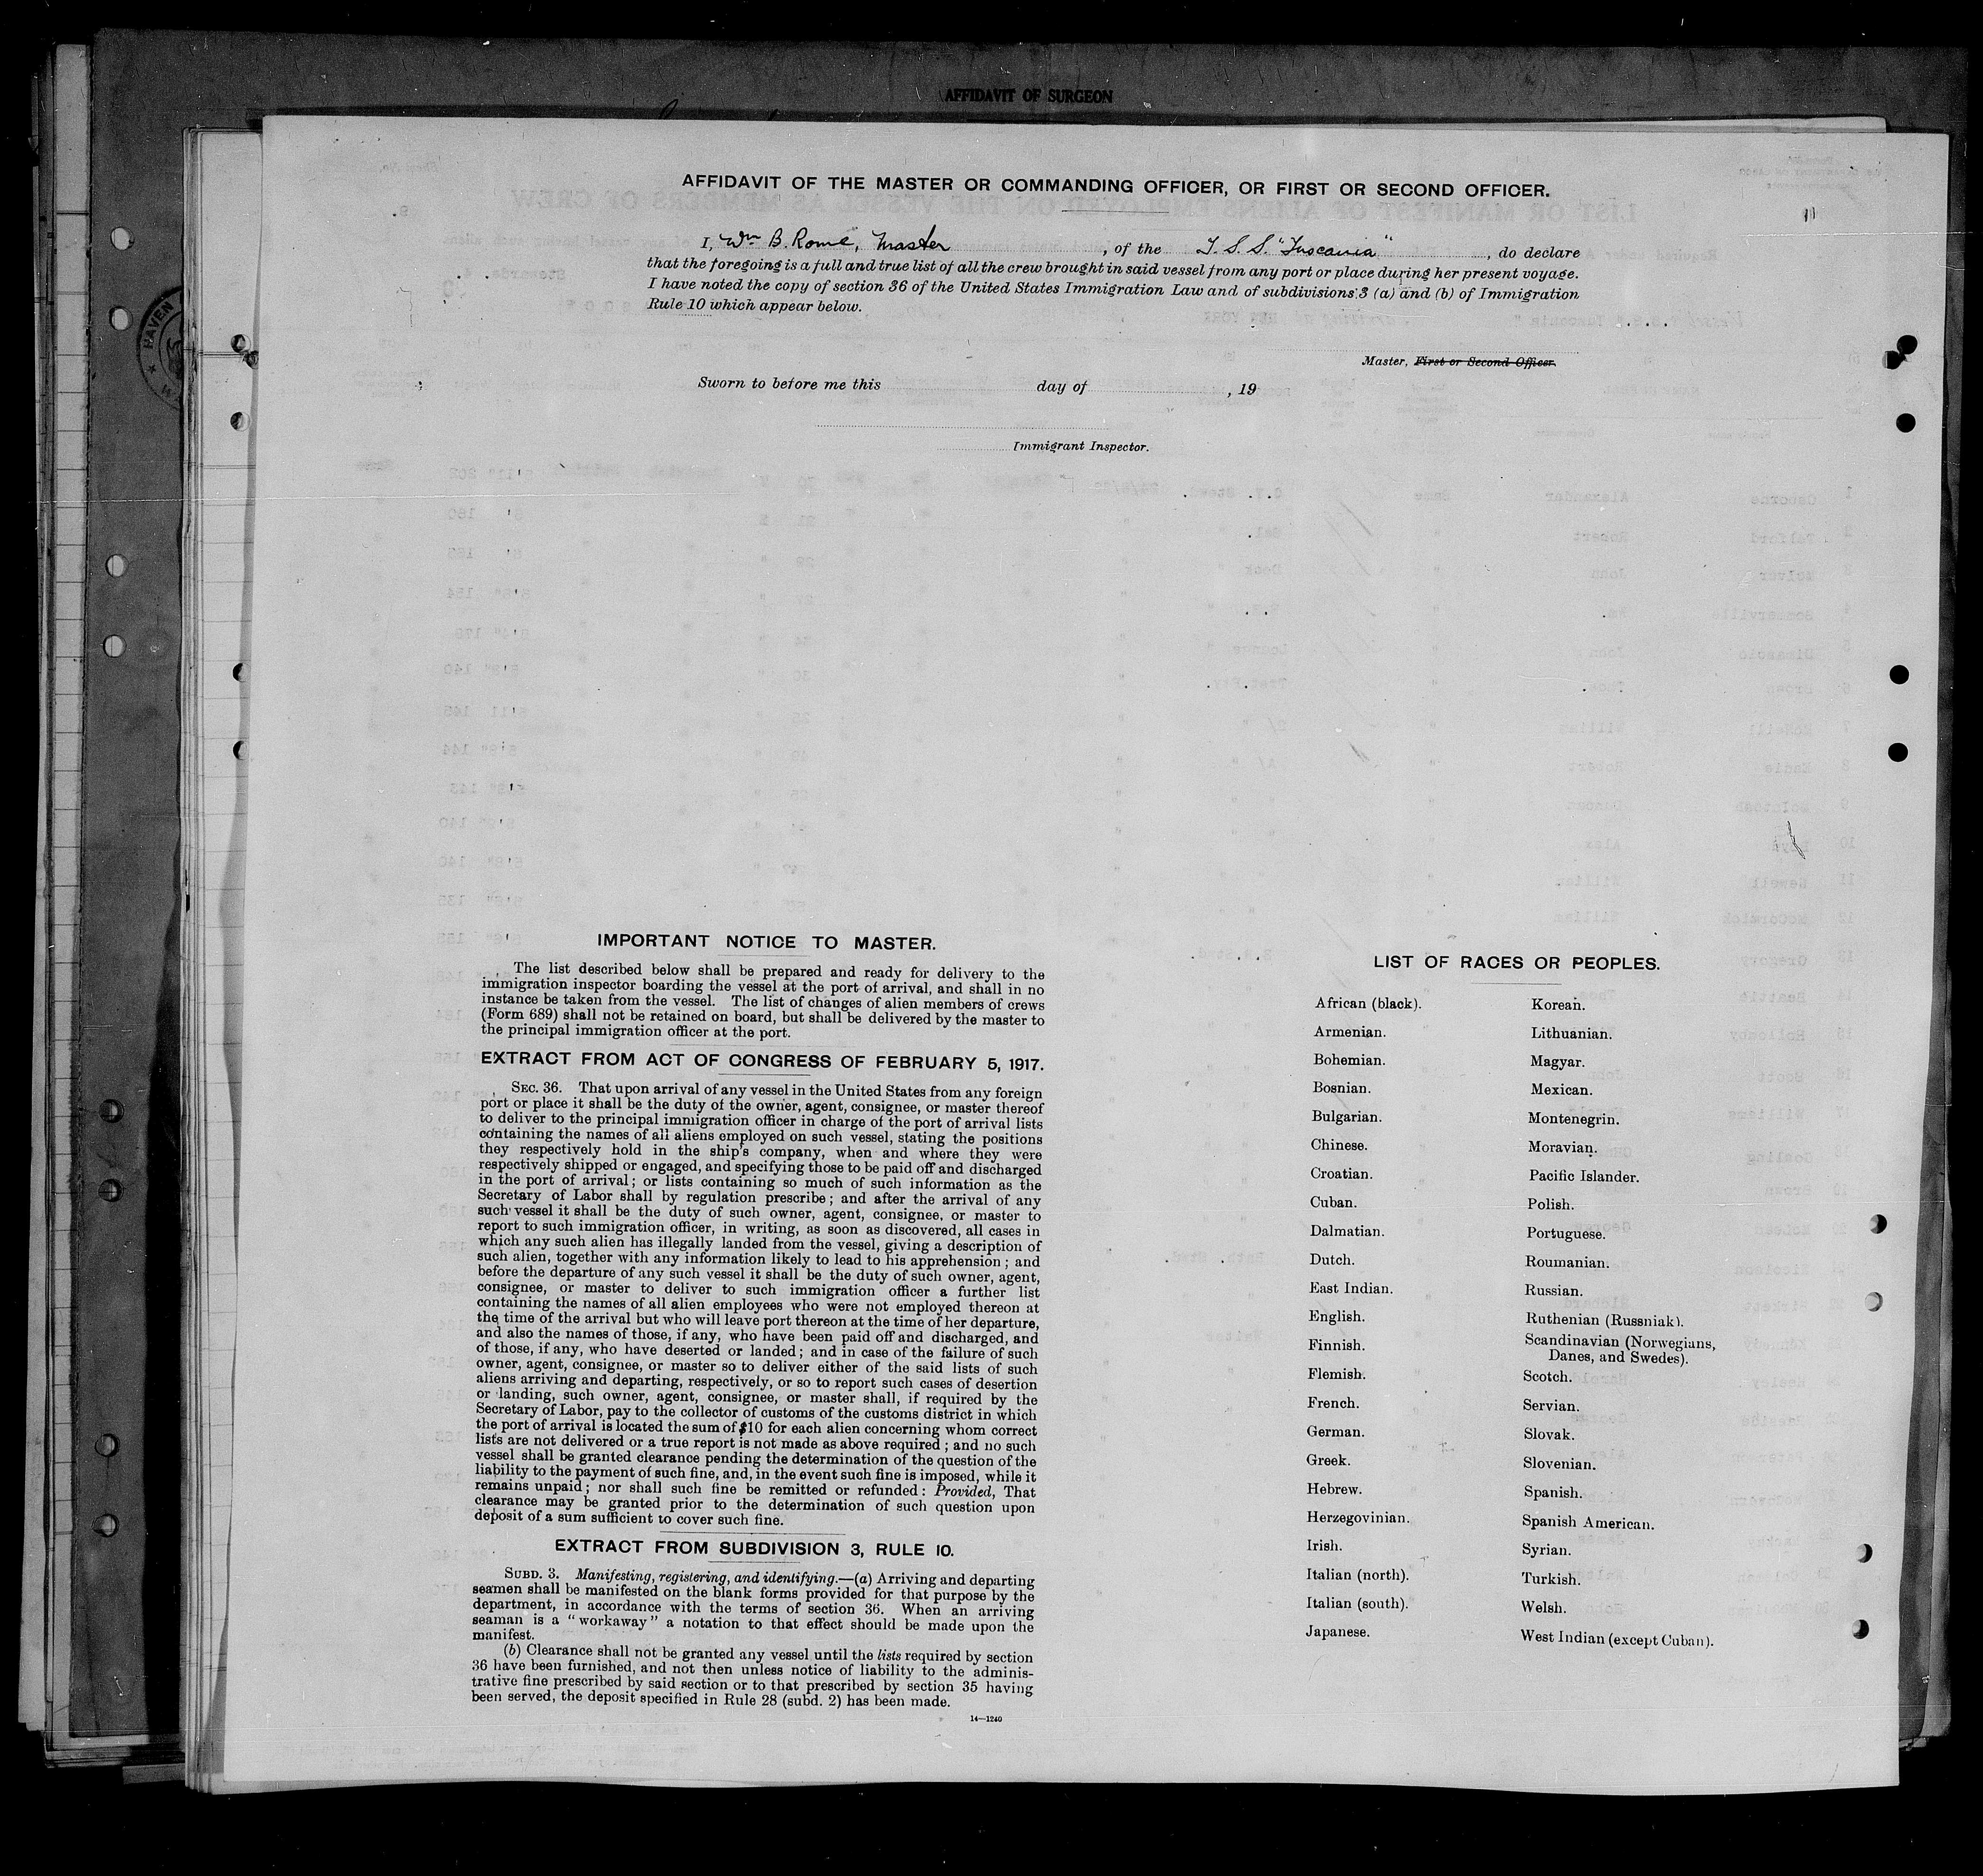 AFFIDAVIT OF SURGEON
AFFIDAVIT OF THE MASTER OR COMMANDING OFFICER, OR FIRST OR SECOND OFFICER.
I, Wm B. Rome, Master, of the T. S. S. "Tuscania", do declare
that the foregoing is a full and true list of all the crew brought in said vessel from any port or place during her present voyage.
I have noted the copy of section 36 of the United States Immigration Law and of subdivisions 3 (a) and (b) of Immigration
Rule 10 which appear below.
Master, First or Second Officer.
Sworn to before me this day of , 19
Immigrant Inspector.
IMPORTANT NOTICE TO MASTER.
The list described below shall be prepared and ready for delivery to the
immigration inspector boarding the vessel at the port of arrival, and shall in no
instance be taken from the vessel. The list of changes of alien members of crews
(Form 689) shall not be retained on board, but shall be delivered by the master to
the principal immigration officer at the port.
EXTRACT FROM ACT OF CONGRESS OF FEBRUARY 5, 1917.
SEC. 36. That upon arrival of any vessel in the United States from any foreign
port or place it shall be the duty of the owner, agent, consignee, or master thereof
to deliver to the principal immigration officer in charge of the port of arrival lists
containing the names of all aliens employed on such vessel, stating the positions
they respectively hold in the ship's company, when and where they were
respectively shipped or engaged, and specifying those to be paid off and discharged
in the port of arrival; or lists containing so much of such information as the
Secretary of Labor shall by regulation prescribe; and after the arrival of any
such vessel it shall be the duty of such owner, agent, consignee, or master to
report to such immigration officer, in writing, as soon as discovered, all cases in
which any such alien has illegally landed from the vessel, giving a description of
such alien, together with any information likely to lead to his apprehension; and
before the departure of any such vessel it shall be the duty of such owner, agent,
consignee, or master to deliver to such immigration officer a further list
containing the names of all alien employees who were not employed thereon at
the time of the arrival but who will leave port thereon at the time of her departure,
and also the names of those, if any, who have been paid off and discharged, and
of those, if any, who have deserted or landed; and in case of the failure of such
owner, agent, consignee, or master so to deliver either of the said lists of such
aliens arriving and departing, respectively, or so to report such cases of desertion
or landing, such owner, agent, consignee, or master shall, if required by the
Secretary of Labor, pay to the collector of customs of the customs district in which
the port of arrival is located the sum of $10 for each alien concerning whom correct
lists are not delivered or a true report is not made as above required; and no such
vessel shall be granted clearance pending the determination of the question of the
liability to the payment of such fine, and, in the event such fine is imposed, while it
remains unpaid; nor shall such fine be remitted or refunded: Provided, That
clearance may be granted prior to the determination of such question upon
deposit of a sum sufficient to cover such fine.
EXTRACT FROM SUBDIVISION 3, RULE 10.
SUBD. 3. Manifesting, registering, and identifying.—(a) Arriving and departing
seamen shall be manifested on the blank forms provided for that purpose by the
department, in accordance with the terms of section 36. When an arriving
seaman is a "workaway" a notation to that effect should be made upon the
manifest.
(b) Clearance shall not be granted any vessel until the lists required by section
36 have been furnished, and not then unless notice of liability to the adminis-
trative fine prescribed by said section or to that prescribed by section 35 having
been served, the deposit specified in Rule 28 (subd. 2) has been made.
14—1240
LIST OF RACES OR PEOPLES.
African (black).
Armenian.
Bohemian.
Bosnian.
Bulgarian.
Chinese.
Croatian.
Cuban.
Dalmatian.
Dutch.
East Indian.
English.
Finnish.
Flemish.
French.
German.
Greek.
Hebrew.
Herzegovinian.
Irish.
Italian (north).
Italian (south).
Japanese.
Korean.
Lithuanian.
Magyar.
Mexican.
Montenegrin.
Moravian.
Pacific Islander.
Polish.
Portuguese.
Roumanian.
Russian.
Ruthenian (Russniak).
Scandinavian (Norwegians,
Danes, and Swedes).
Scotch.
Servian.
Slovak.
Slovenian.
Spanish.
Spanish American.
Syrian.
Turkish.
Welsh.
West Indian (except Cuban).